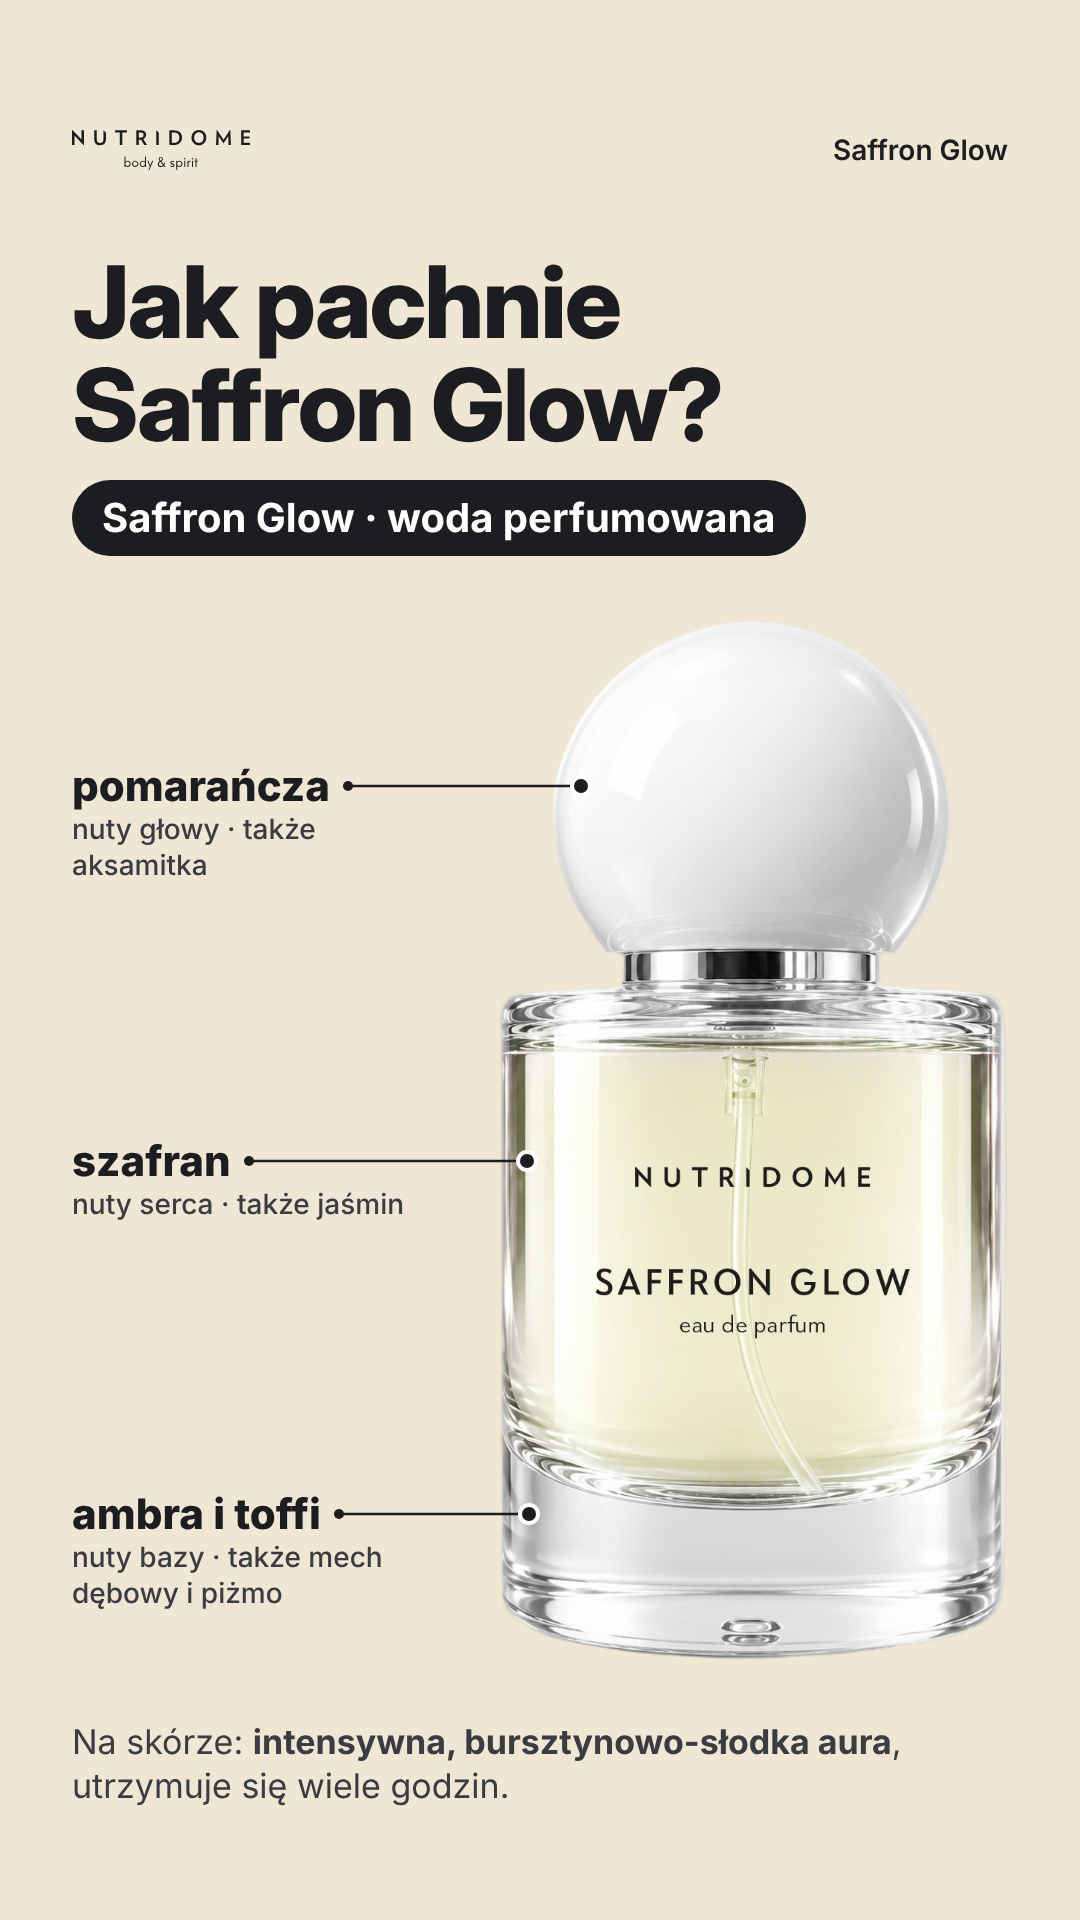 NUTRIDOME
body & spirit
Saffron Glow
Jak pachnie
Saffron Glow?
Saffron Glow · woda perfumowana
pomarańcza
nuty głowy · także
aksamitka
szafran
nuty serca · także jaśmin
NUTRIDOME
SAFFRON GLOW
eau de parfum
ambra i toffi
nuty bazy · także mech
dębowy i piżmo
Na skórze: intensywna, bursztynowo-słodka aura,
utrzymuje się wiele godzin.